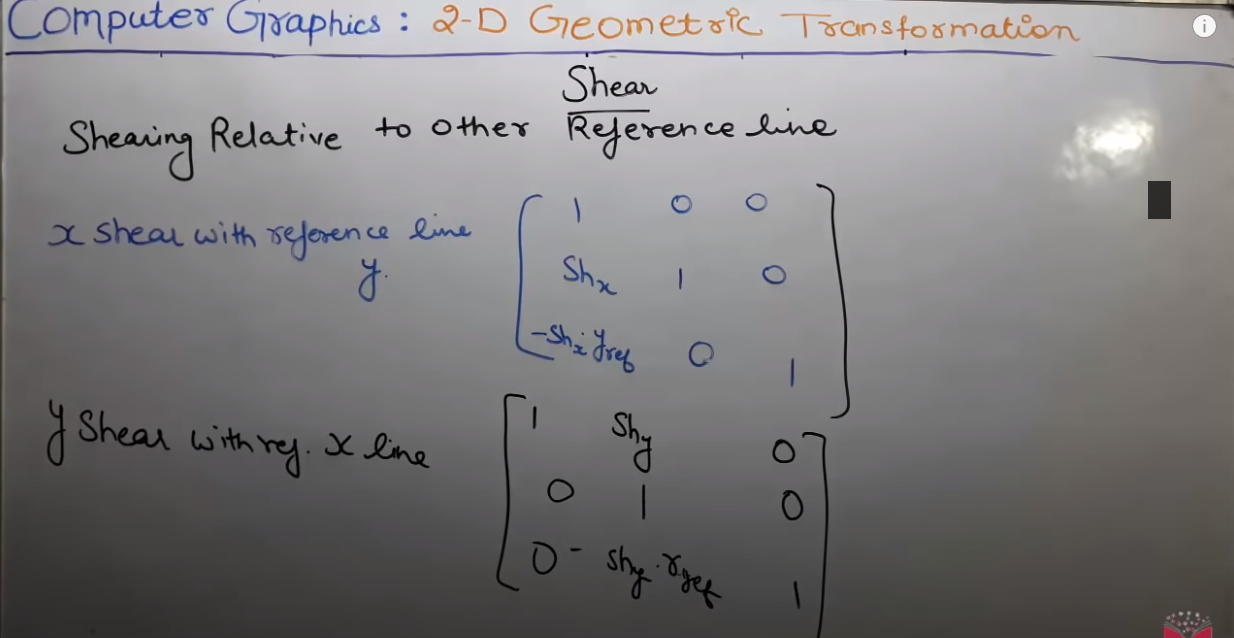 Computer Graphics : 2-D Geometric Transformation
Shear
Shearing Relative to other Reference line
x shear with reference line
y.
1 0 0
Shx 1 0
-Shx.yref 0 1
y Shear with ref. x line
1 Shy 0
0 1 0
0 -shy.xref 1